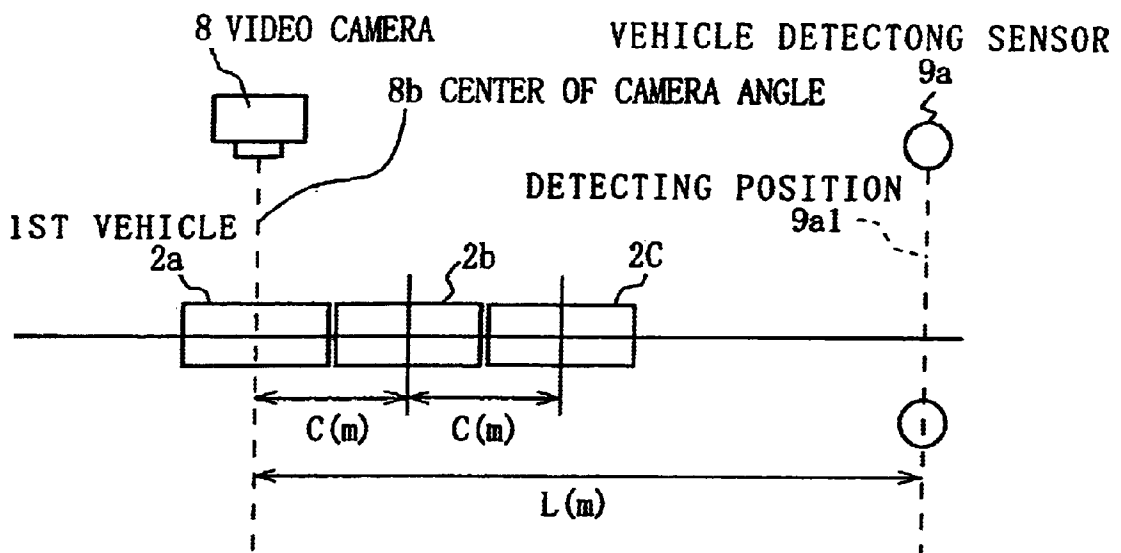 8 VIDEO CAMERA
VEHICLE DETECTONG SENSOR
9a
8b CENTER OF CAMERA ANGLE
DETECTING POSITION
9a1
1ST VEHICLE
2a
2b
2C
C(m)
C(m)
L(m)